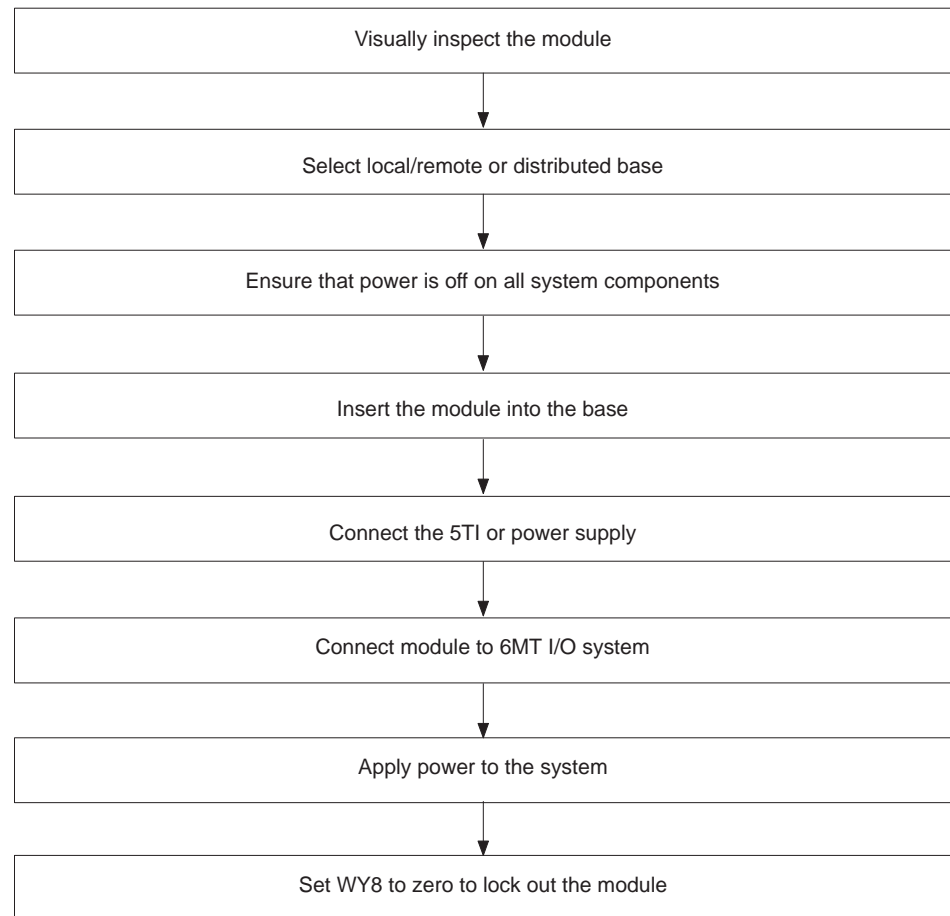 Visually inspect the module
Select local/remote or distributed base
Ensure that power is off on all system components
Insert the module into the base
Connect the 5TI or power supply
Connect module to 6MT I/O system
Apply power to the system
Set WY8 to zero to lock out the module